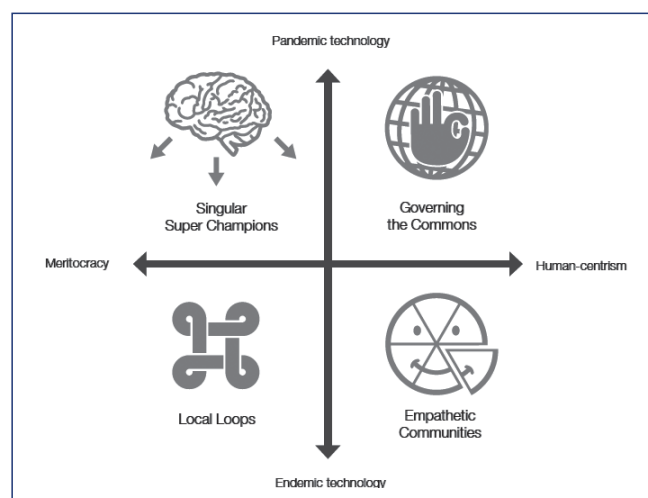 Pandemic technology
Singular
Super Champions
Governing
the Commons
Meritocracy
Human-centrism
Local Loops
Empathetic
Communities
Endemic technology